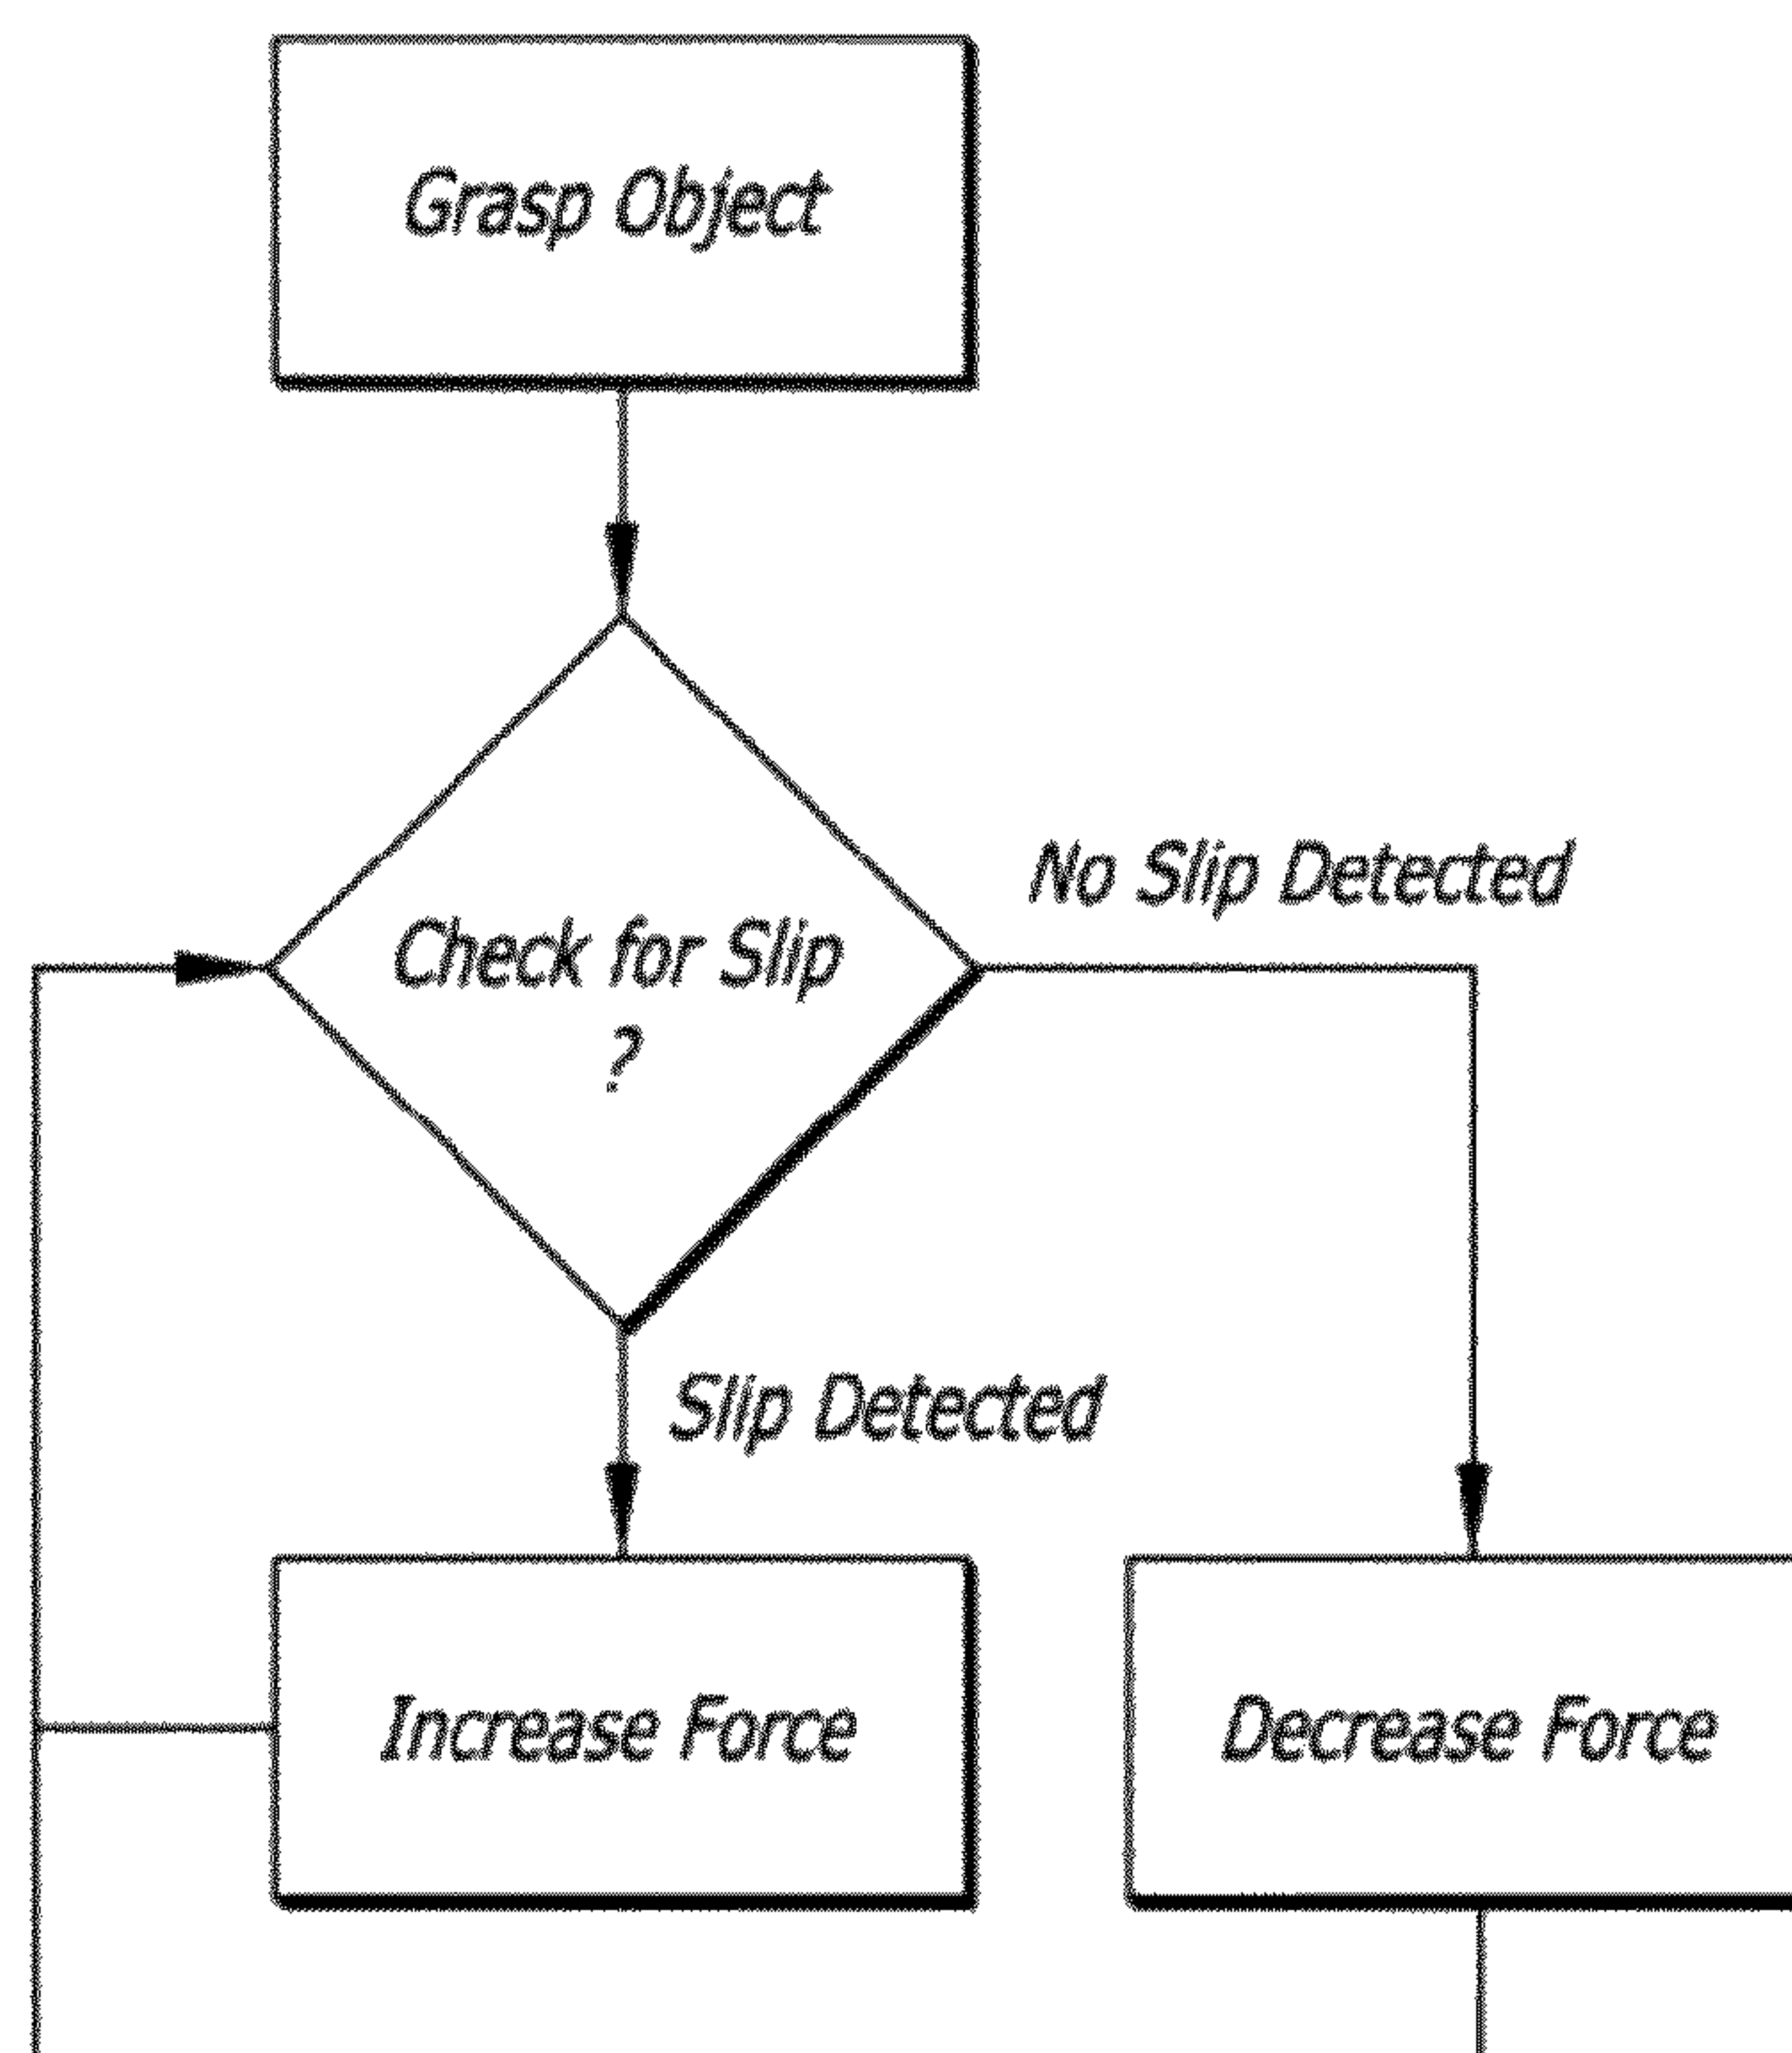 Grasp Object
No Slip Detected
Check for Slip
?
Slip Detected
Increase Force
Decrease Force